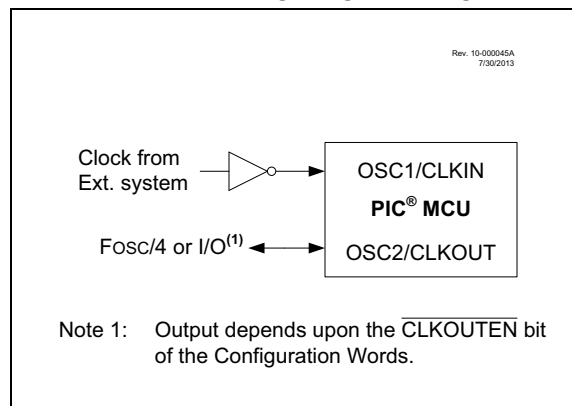 Rev. 10-000045A
7/30/2013
Clock from
Ext. system
OSC1/CLKIN
PIC® MCU
FOSC/4 or I/O(1)
OSC2/CLKOUT
Note 1: Output depends upon the CLKOUTEN bit
of the Configuration Words.